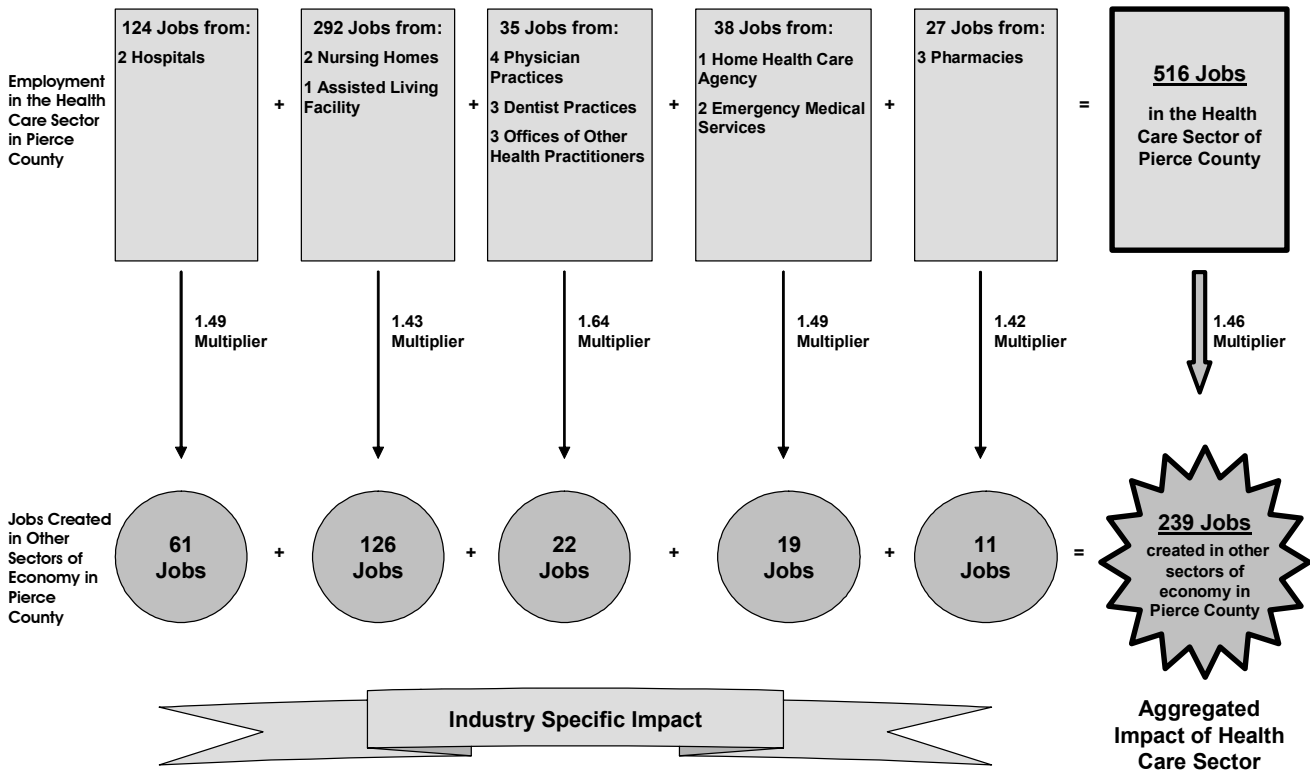 Employment
in the Health
Care Sector
in Pierce
County
124 Jobs from:
2 Hospitals
+
292 Jobs from:
2 Nursing Homes
1 Assisted Living
Facility
+
35 Jobs from:
4 Physician
Practices
3 Dentist Practices
3 Offices of Other
Health Practitioners
+
38 Jobs from:
1 Home Health Care
Agency
2 Emergency Medical
Services
+
27 Jobs from:
3 Pharmacies
=
516 Jobs
in the Health
Care Sector of
Pierce County
1.49
Multiplier
1.43
Multiplier
1.64
Multiplier
1.49
Multiplier
1.42
Multiplier
1.46
Multiplier
Jobs Created
in Other
Sectors of
Economy in
Pierce
County
61
Jobs
+
126
Jobs
+
22
Jobs
+
19
Jobs
+
11
Jobs
=
239 Jobs
created in other
sectors of
economy in
Pierce County
Industry Specific Impact
Aggregated
Impact of Health
Care Sector